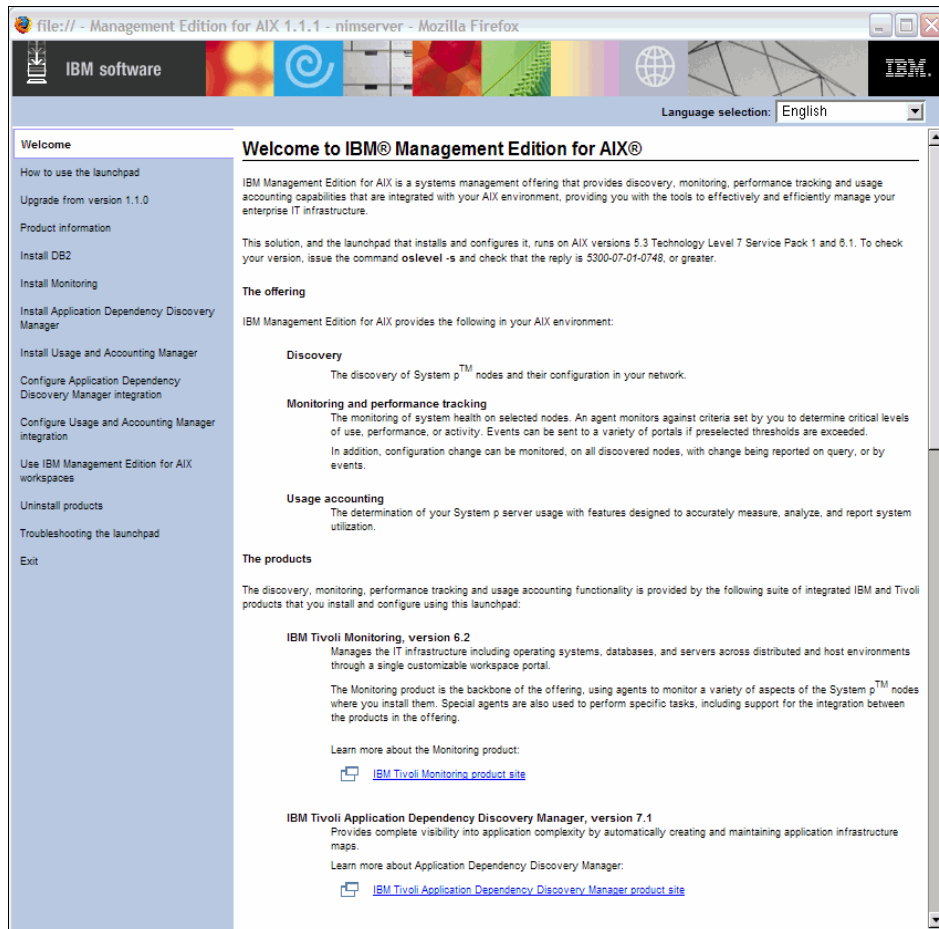 file:// - Management Edition for AIX 1.1.1 - nimserver - Mozilla Firefox
IBM software
IBM.
Language selection: English
Welcome
How to use the launchpad
Upgrade from version 1.1.0
Product information
Install DB2
Install Monitoring
Install Application Dependency Discovery
Manager
Install Usage and Accounting Manager
Configure Application Dependency
Discovery Manager integration
Configure Usage and Accounting Manager
integration
Use IBM Management Edition for AIX
workspaces
Uninstall products
Troubleshooting the launchpad
Exit
Welcome to IBM® Management Edition for AIX®
IBM Management Edition for AIX is a systems management offering that provides discovery, monitoring, performance tracking and usage
accounting capabilities that are integrated with your AIX environment, providing you with the tools to effectively and efficiently manage your
enterprise IT infrastructure.
This solution, and the launchpad that installs and configures it, runs on AIX versions 5.3 Technology Level 7 Service Pack 1 and 6.1. To check
your version, issue the command oslevel -s and check that the reply is 5300-07-01-0748, or greater.
The offering
IBM Management Edition for AIX provides the following in your AIX environment:
Discovery
The discovery of System p™ nodes and their configuration in your network.
Monitoring and performance tracking
The monitoring of system health on selected nodes. An agent monitors against criteria set by you to determine critical levels
of use, performance, or activity. Events can be sent to a variety of portals if preselected thresholds are exceeded.
In addition, configuration change can be monitored, on all discovered nodes, with change being reported on query, or by
events.
Usage accounting
The determination of your System p server usage with features designed to accurately measure, analyze, and report system
utilization.
The products
The discovery, monitoring, performance tracking and usage accounting functionality is provided by the following suite of integrated IBM and Tivoli
products that you install and configure using this launchpad:
IBM Tivoli Monitoring, version 6.2
Manages the IT infrastructure including operating systems, databases, and servers across distributed and host environments
through a single customizable workspace portal.
The Monitoring product is the backbone of the offering, using agents to monitor a variety of aspects of the System p™ nodes
where you install them. Special agents are also used to perform specific tasks, including support for the integration between
the products in the offering.
Learn more about the Monitoring product:
IBM Tivoli Monitoring product site
IBM Tivoli Application Dependency Discovery Manager, version 7.1
Provides complete visibility into application complexity by automatically creating and maintaining application infrastructure
maps.
Learn more about Application Dependency Discovery Manager:
IBM Tivoli Application Dependency Discovery Manager product site